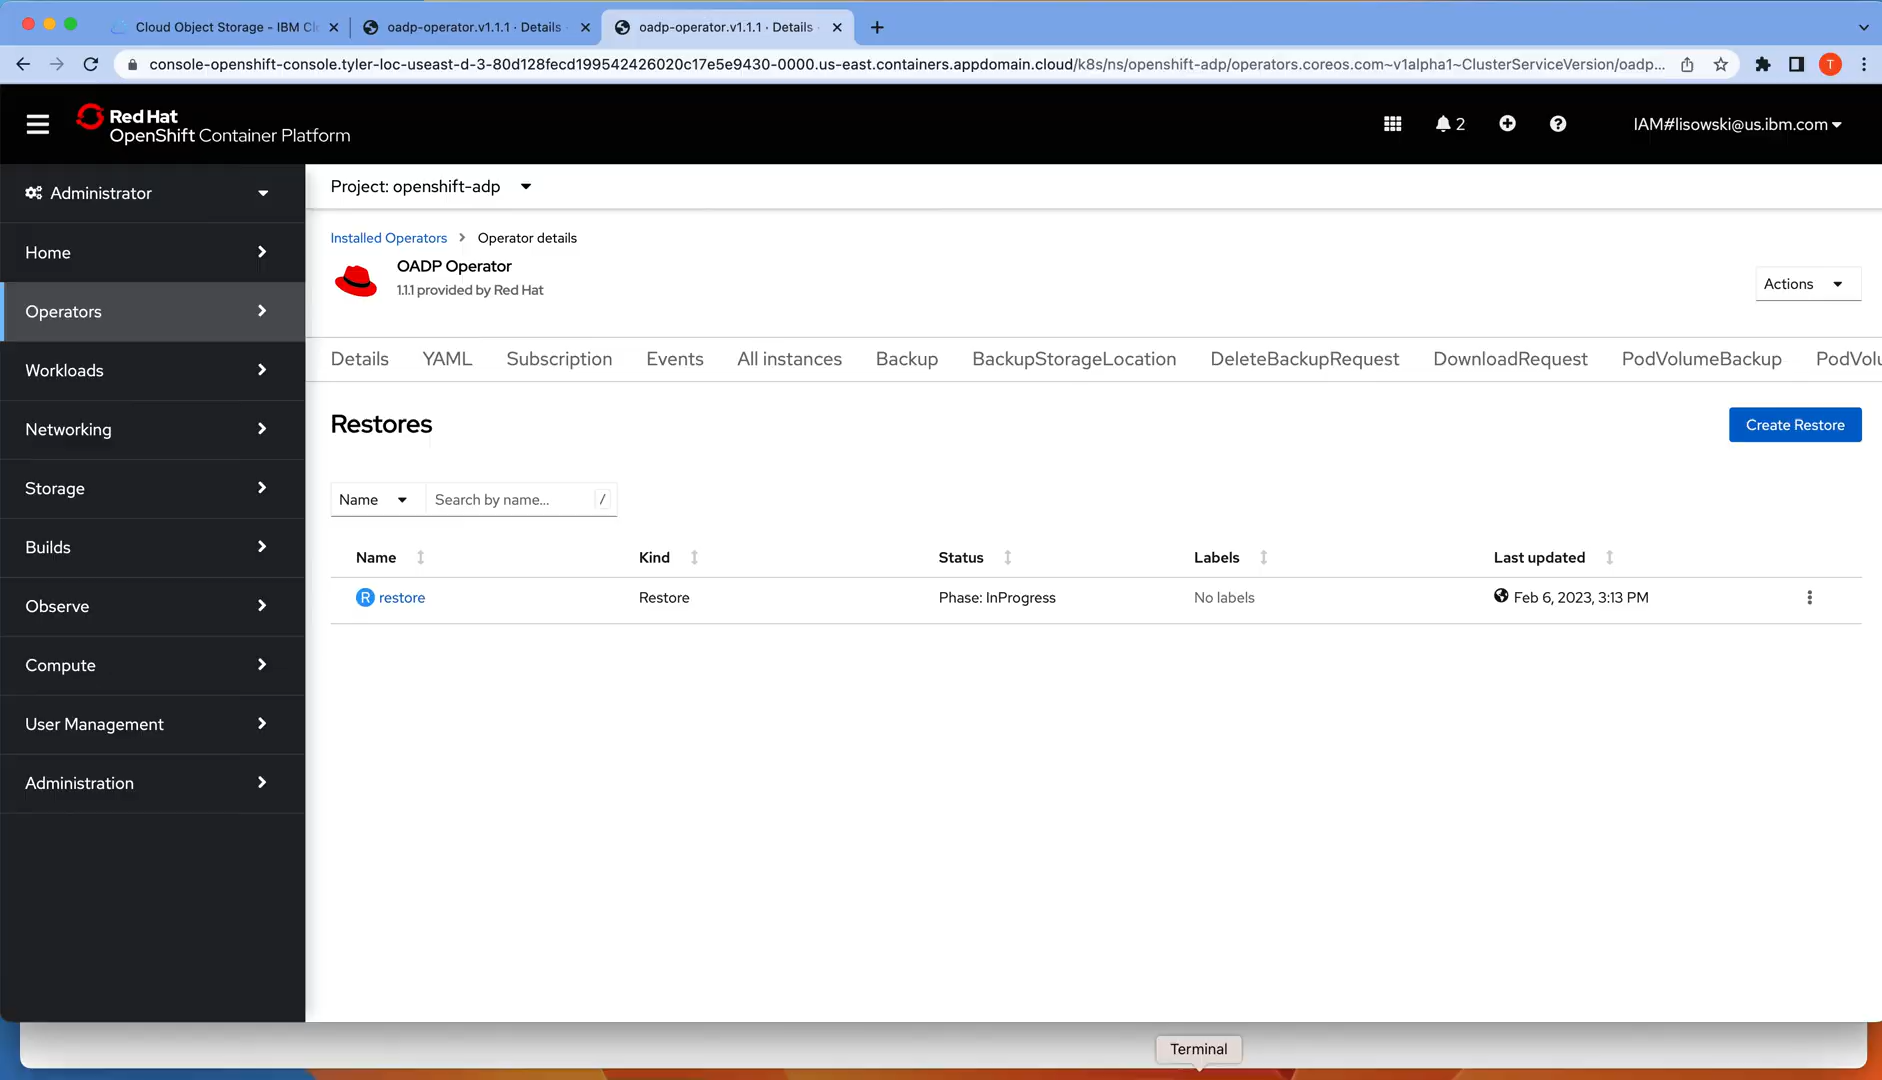 Cloud Object Storage - IBM Cl
oadp-operator.v1.1.1 · Details
oadp-operator.v1.1.1 · Details
console-openshift-console.tyler-loc-useast-d-3-80d128fecd199542426020c17e5e9430-0000.us-east.containers.appdomain.cloud/k8s/ns/openshift-adp/operators.coreos.com~v1alpha1~ClusterServiceVersion/oadp...
T
Red Hat
OpenShift Container Platform
2
IAM#lisowski@us.ibm.com
Administrator
Home
Operators
Workloads
Networking
Storage
Builds
Observe
Compute
User Management
Administration
Project: openshift-adp
Installed Operators > Operator details
OADP Operator
1.1.1 provided by Red Hat
Actions
Details YAML Subscription Events All instances Backup BackupStorageLocation DeleteBackupRequest DownloadRequest PodVolumeBackup PodVolu
Restores
Create Restore
Name Search by name... /
Name Kind Status Labels Last updated
R restore Restore Phase: InProgress No labels Feb 6, 2023, 3:13 PM
Terminal